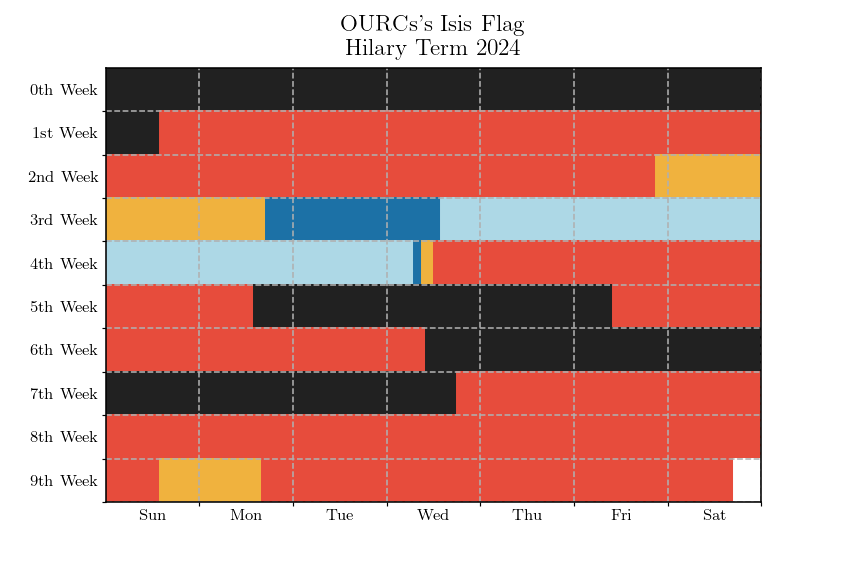 OURCs's Isis Flag
Hilary Term 2024
0th Week
1st Week
2nd Week
3rd Week
4th Week
5th Week
6th Week
7th Week
8th Week
9th Week
Sun Mon Tue Wed Thu Fri Sat